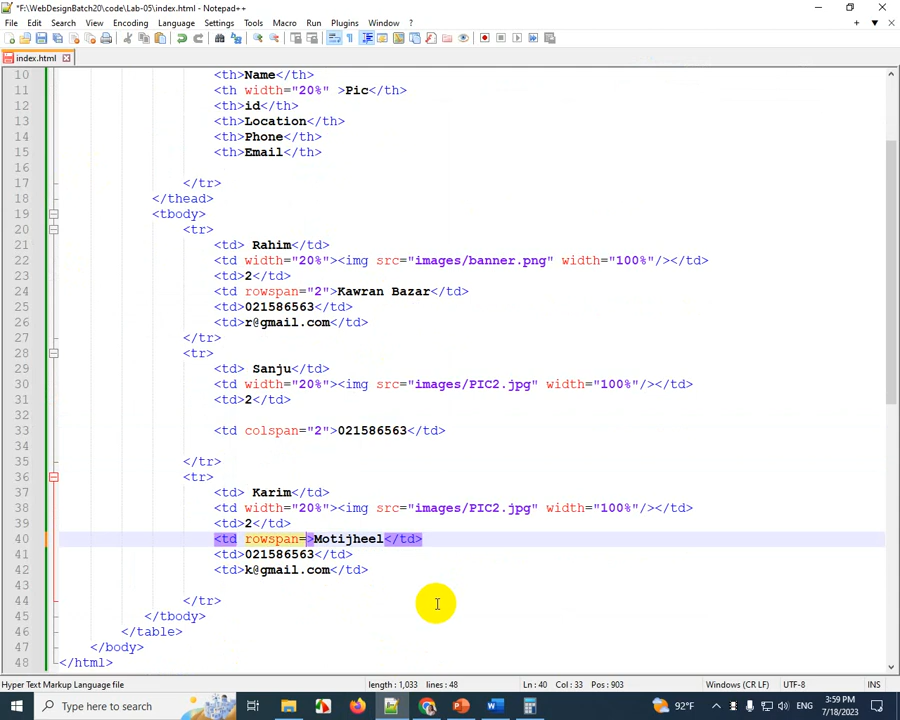 *F:\WebDesignBatch20\code\Lab-05\index.html - Notepad++
File Edit Search View Encoding Language Settings Tools Macro Run Plugins Window ?
index.html
10 <th>Name</th>
11 <th width="20%" >Pic</th>
12 <th>id</th>
13 <th>Location</th>
14 <th>Phone</th>
15 <th>Email</th>
16
17 </tr>
18 </thead>
19 <tbody>
20 <tr>
21 <td> Rahim</td>
22 <td width="20%"><img src="images/banner.png" width="100%"/></td>
23 <td>2</td>
24 <td rowspan="2">Kawran Bazar</td>
25 <td>021586563</td>
26 <td>r@gmail.com</td>
27 </tr>
28 <tr>
29 <td> Sanju</td>
30 <td width="20%"><img src="images/PIC2.jpg" width="100%"/></td>
31 <td>2</td>
32
33 <td colspan="2">021586563</td>
34
35 </tr>
36 <tr>
37 <td> Karim</td>
38 <td width="20%"><img src="images/PIC2.jpg" width="100%"/></td>
39 <td>2</td>
40 <td rowspan=>Motijheel</td>
41 <td>021586563</td>
42 <td>k@gmail.com</td>
43
44 </tr>
45 </tbody>
46 </table>
47 </body>
48 </html>
Hyper Text Markup Language file length : 1,033 lines : 48 Ln : 40 Col : 33 Pos : 903 Windows (CR LF) UTF-8 INS
Type here to search 92°F 3:59 PM
7/18/2023